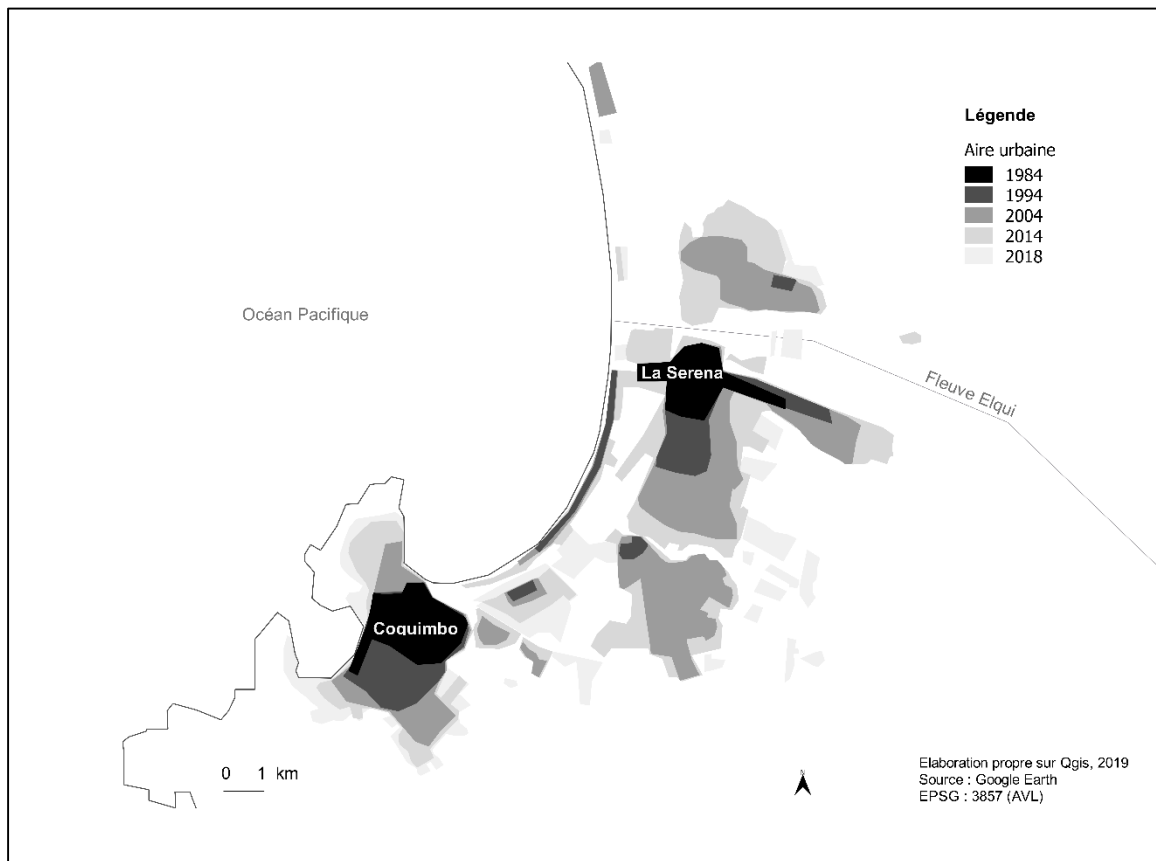 Légende
Aire urbaine
1984
1994
2004
2014
2018
Océan Pacifique
La Serena
Fleuve Elqui
Coquimbo
0 1 km
N
Elaboration propre sur Qgis, 2019
Source : Google Earth
EPSG : 3857 (AVL)